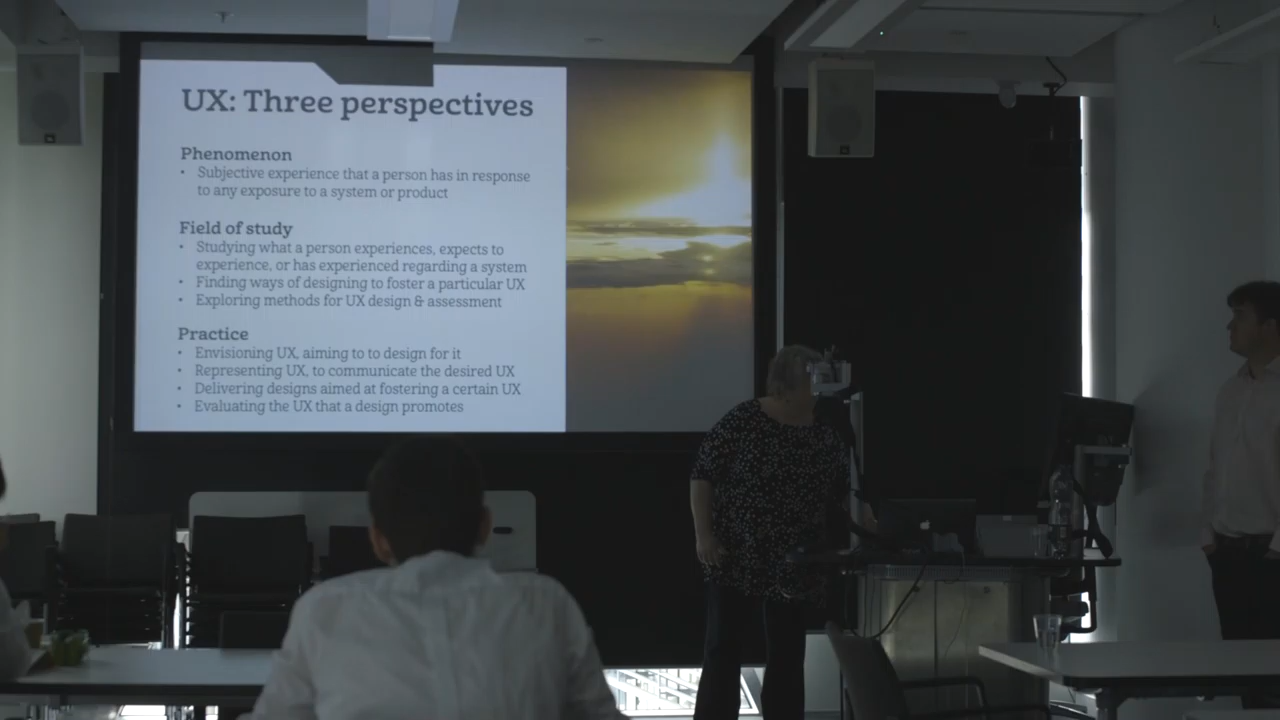 UX: Three perspectives
Phenomenon
• Subjective experience that a person has in response
to any exposure to a system or product
Field of study
• Studying what a person experiences, expects to
experience, or has experienced regarding a system
• Finding ways of designing to foster a particular UX
• Exploring methods for UX design & assessment
Practice
• Envisioning UX, aiming to to design for it
• Representing UX, to communicate the desired UX
• Delivering designs aimed at fostering a certain UX
• Evaluating the UX that a design promotes